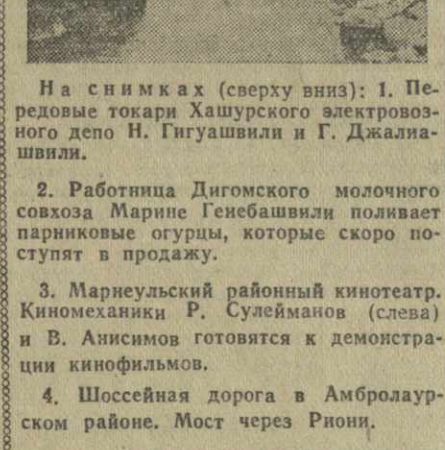 На снимках (сверху вниз): 1. Пе-
редовые токари Хашурского электровоз-
ного депо Н. Гигуашвили и Г. Джалиа-
швили.
2. Работница Дигомского молочного
совхоза Марине Генебашвили поливает
парниковые огурцы, которые скоро по-
ступят в продажу.
3. Марнеульский районный кинотеатр.
Киномеханики Р. Сулейманов (слева)
и В. Анисимов готовятся к демонстра-
ции кинофильмов.
4. Шоссейная дорога в Амбролаур-
ском районе. Мост через Риони.